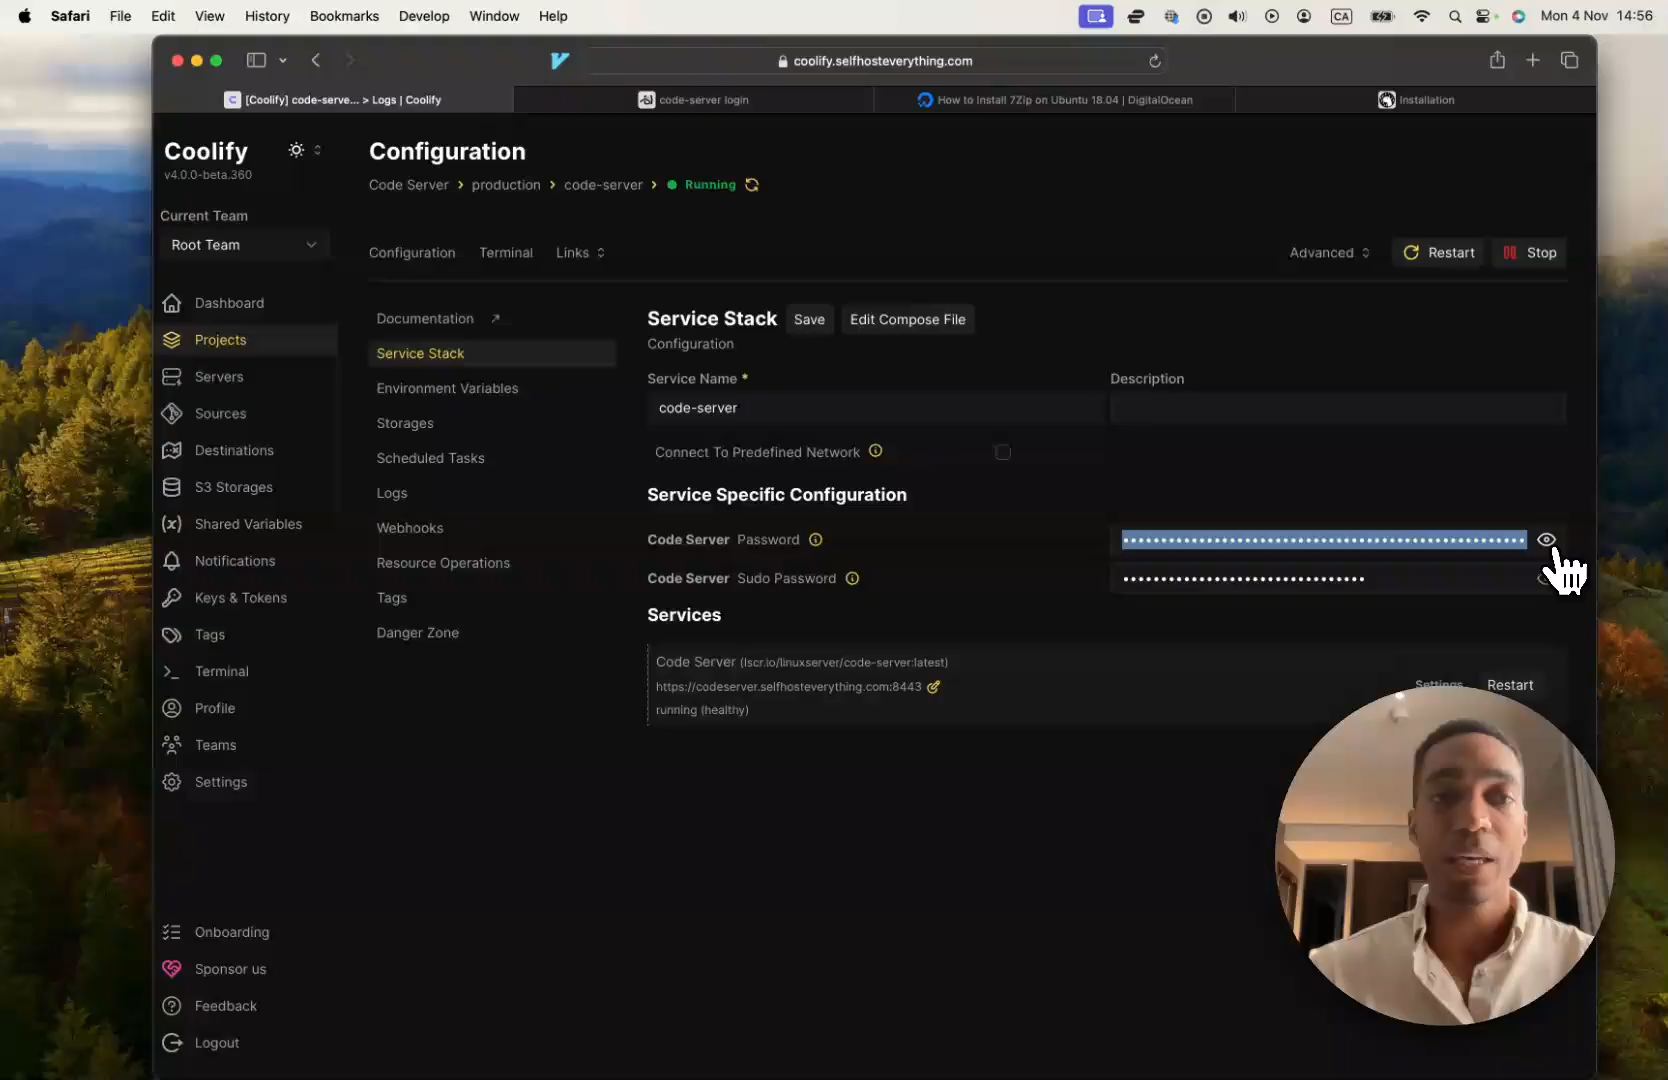 Safari File Edit View History Bookmarks Develop Window Help CA Mon 4 Nov 14:56
coolify.selfhosteverything.com
[Coolify] code-serve... > Logs | Coolify
code-server login
How to Install 7Zip on Ubuntu 18.04 | DigitalOcean
Installation
Coolify
v4.0.0-beta.360
Current Team
Root Team
Dashboard
Projects
Servers
Sources
Destinations
S3 Storages
Shared Variables
Notifications
Keys & Tokens
Tags
Terminal
Profile
Teams
Settings
Onboarding
Sponsor us
Feedback
Logout
Configuration
Code Server > production > code-server > Running
Configuration Terminal Links
Advanced Restart Stop
Documentation
Service Stack
Environment Variables
Storages
Scheduled Tasks
Logs
Webhooks
Resource Operations
Tags
Danger Zone
Service Stack Save Edit Compose File
Configuration
Service Name * Description
code-server
Connect To Predefined Network
Service Specific Configuration
Code Server Password
Code Server Sudo Password
Services
Code Server (lscr.io/linuxserver/code-server:latest)
https://codeserver.selfhosteverything.com:8443
running (healthy)
Settings Restart